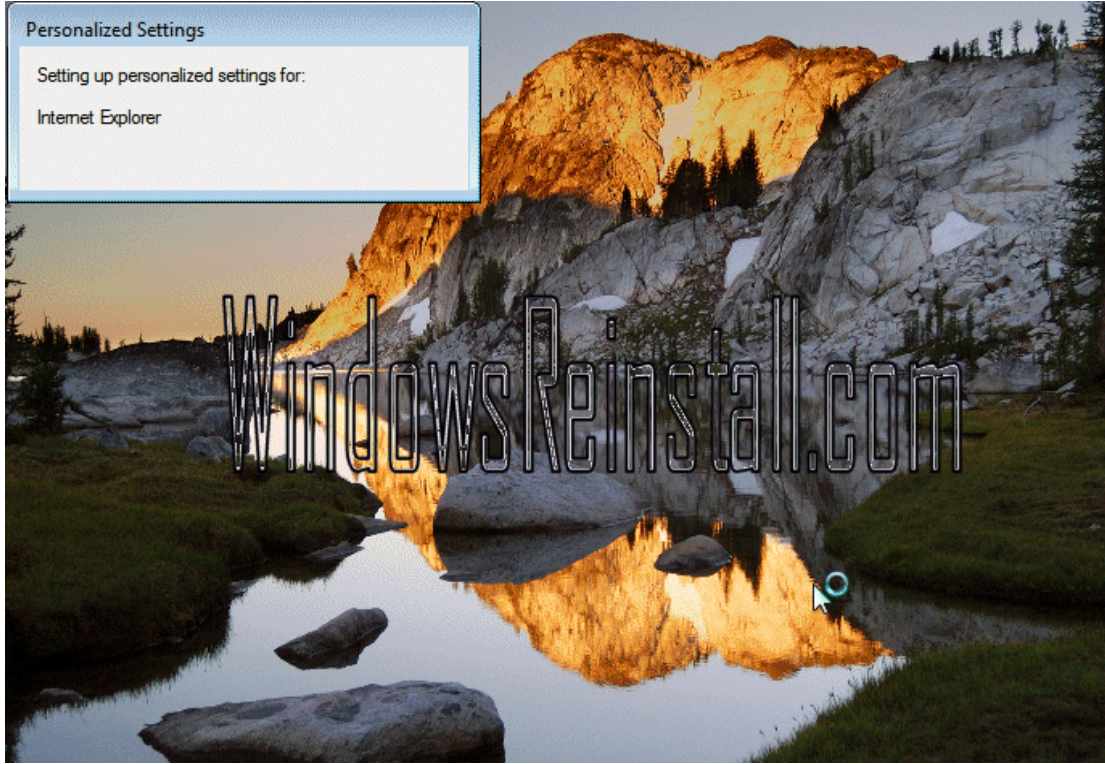 Personalized Settings
Setting up personalized settings for:
Internet Explorer
WindowsReinstall.com